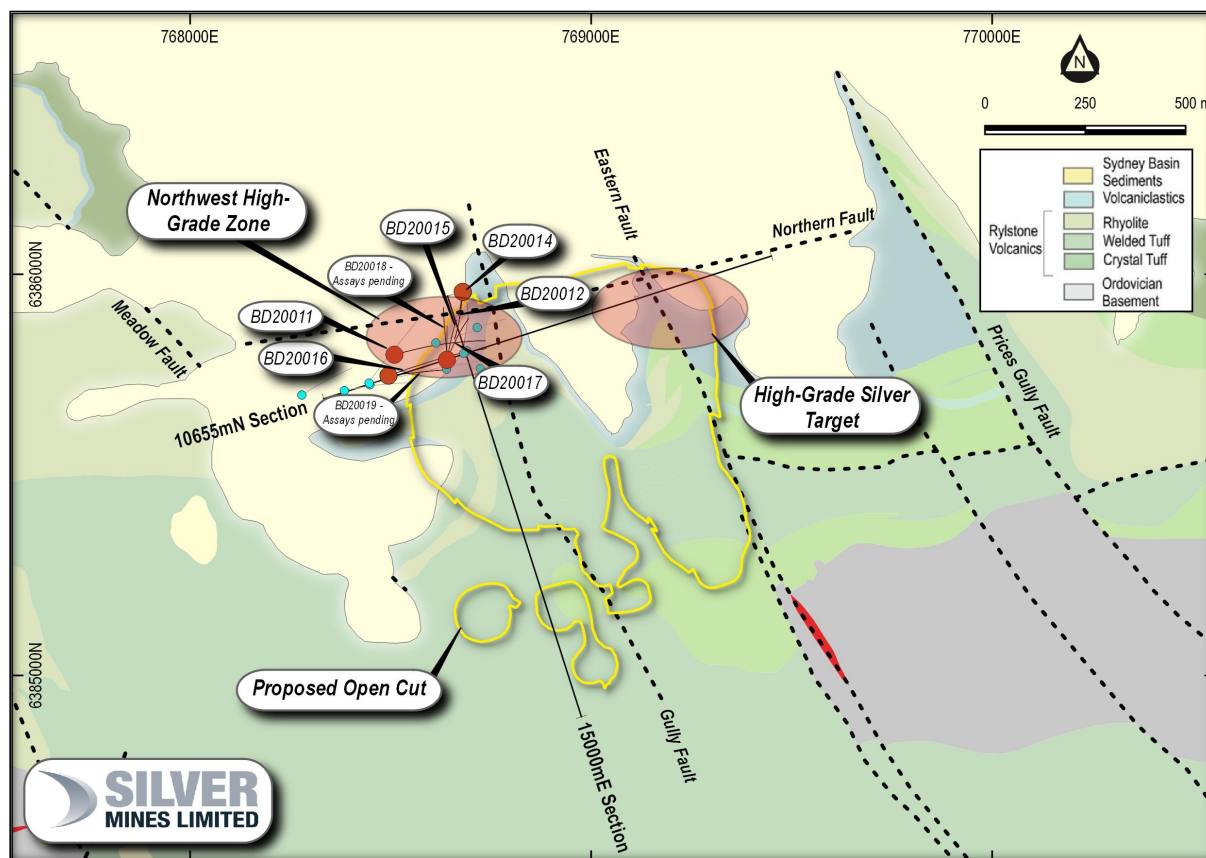 768000E
769000E
770000E
N
0
250
500 m
Sydney Basin
Sediments
Volcaniclastics
Rylstone
Volcanics
Rhyolite
Welded Tuff
Crystal Tuff
Ordovician
Basement
6386000N
6385000N
Northwest High-
Grade Zone
BD20015
BD20014
BD20018 -
Assays pending
BD20012
BD20011
BD20016
BD20017
BD20019 -
Assays pending
Eastern Fault
Northern Fault
Meadow Fault
Prices Gully Fault
10655mN Section
High-Grade Silver
Target
Proposed Open Cut
Gully Fault
15000mE Section
SILVER
MINES LIMITED